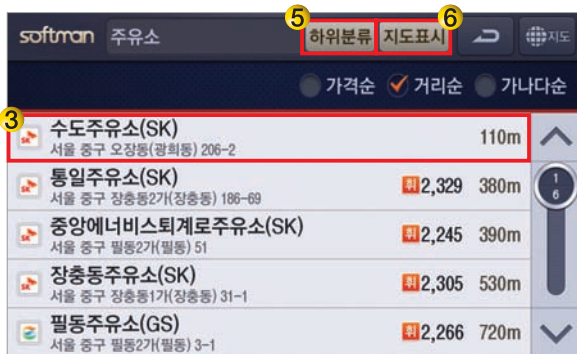 5 6
softman 주유소 하위분류 지도표시 지도
가격순 거리순 가나다순
3
수도주유소(SK) 110m
서울 중구 오장동(광희동) 206-2
통일주유소(SK) 휘 2,329 380m
서울 중구 장충동2가(장충동) 186-69
중앙에너비스퇴계로주유소(SK) 휘 2,245 390m
서울 중구 필동2가(필동) 51
장충동주유소(SK) 휘 2,305 530m
서울 중구 장충동1가(장충동) 31-1
필동주유소(GS) 휘 2,266 720m
서울 중구 필동2가(필동) 3-1
1
6